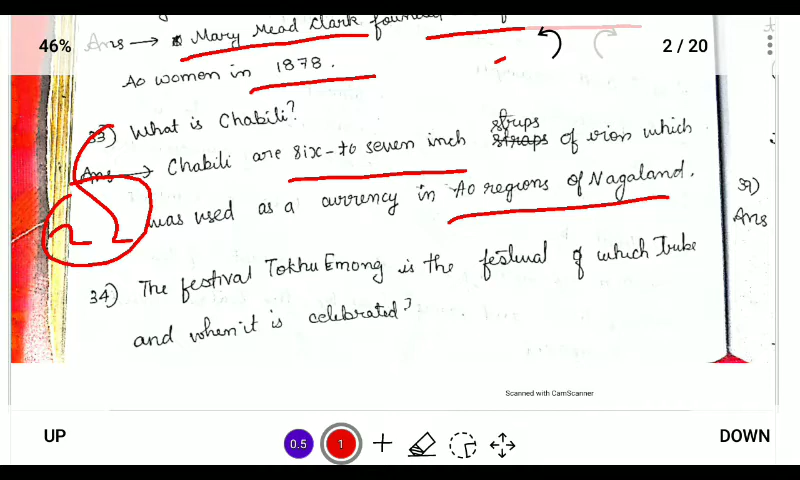 Ans → Mary Mead Clark
46%
2 / 20
Ao women in 1878.
33) What is Chabili?
Ans → Chabili are six-to seven inch strips straps of iron which
was used as a currency in Ao regions of Nagaland.
22
39)
Ans
34) The festival Tokhu Emong is the festival of which Tribe
and when it is celebrated?
Scanned with CamScanner
UP
0.5
1
DOWN